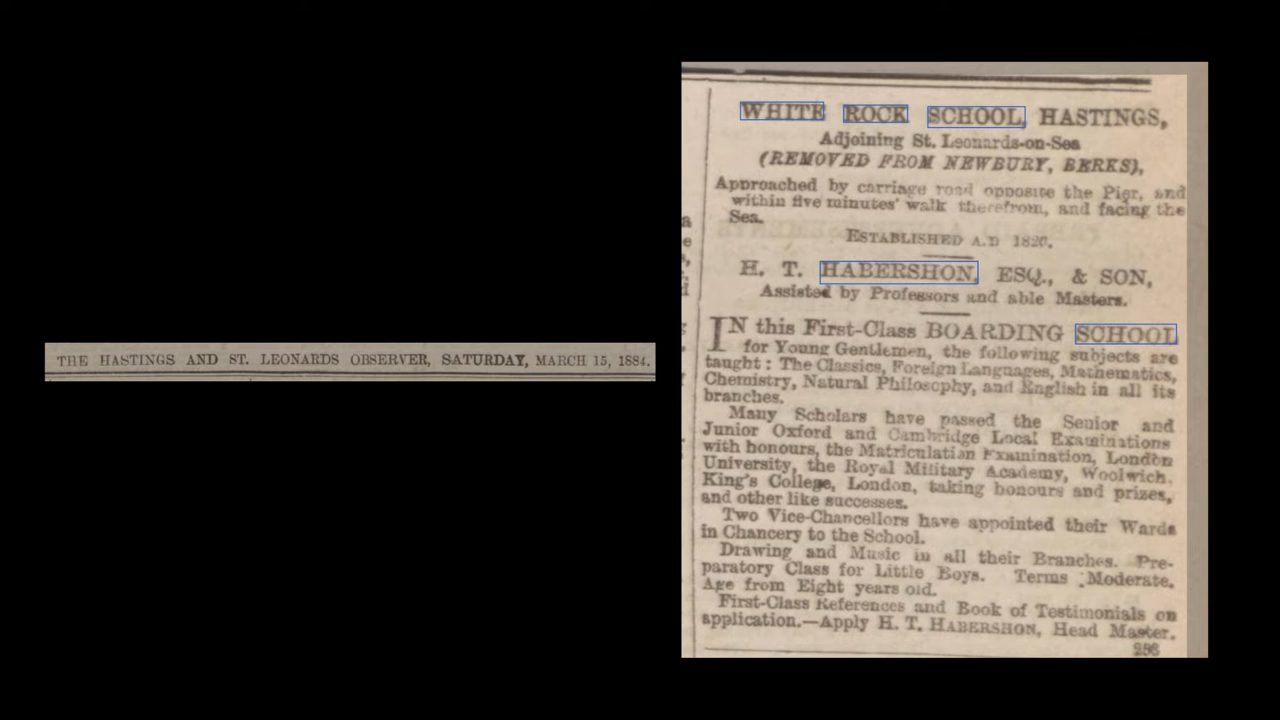 THE HASTINGS AND ST. LEONARDS OBSERVER, SATURDAY, MARCH 15, 1884.
WHITE ROCK SCHOOL, HASTINGS,
Adjoining St. Leonards-on-Sea
(REMOVED FROM NEWBURY, BERKS),
Approached by carriage road opposite the Pier, and
within five minutes' walk therefrom, and facing the
Sea.
ESTABLISHED A.D
H. T. HABERSHON, ESQ., & SON,
Assisted by Professors and able Masters.
IN this First-Class BOARDING SCHOOL
for Young Gentlemen, the following subjects are
taught: The Classics, Foreign Languages, Mathematics,
Chemistry, Natural Philosophy, and English in all its
branches.
Many Scholars have passed the Senior and
Junior Oxford and Cambridge Local Examinations
with honours, the Matriculation Examination, London
University, the Royal Military Academy, Woolwich,
King's College, London, taking honours and prizes,
and other like successes.
Two Vice-Chancellors have appointed their Wards
in Chancery to the School.
Drawing and Music in all their Branches. Pre-
paratory Class for Little Boys. Terms Moderate.
Age from Eight years old.
First-Class References and Book of Testimonials on
application.—Apply H. T. HABERSHON, Head Master.